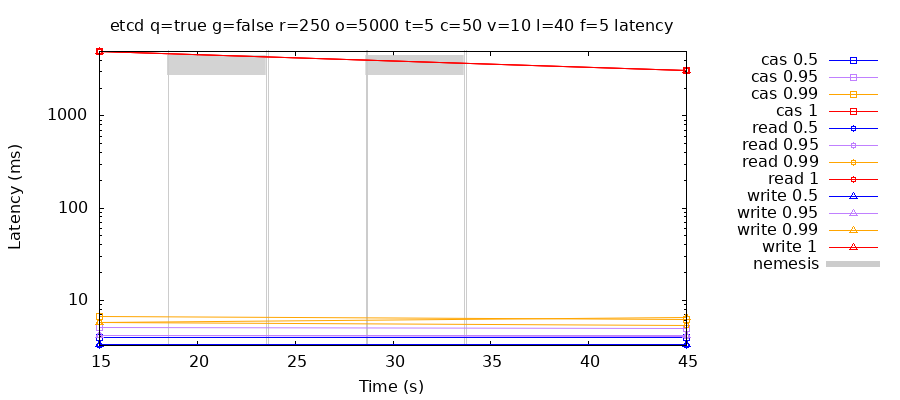 etcd q=true g=false r=250 o=5000 t=5 c=50 v=10 l=40 f=5 latency
Latency (ms)
1000
100
10
15
20
25
30
35
40
45
Time (s)
cas 0.5
cas 0.95
cas 0.99
cas 1
read 0.5
read 0.95
read 0.99
read 1
write 0.5
write 0.95
write 0.99
write 1
nemesis